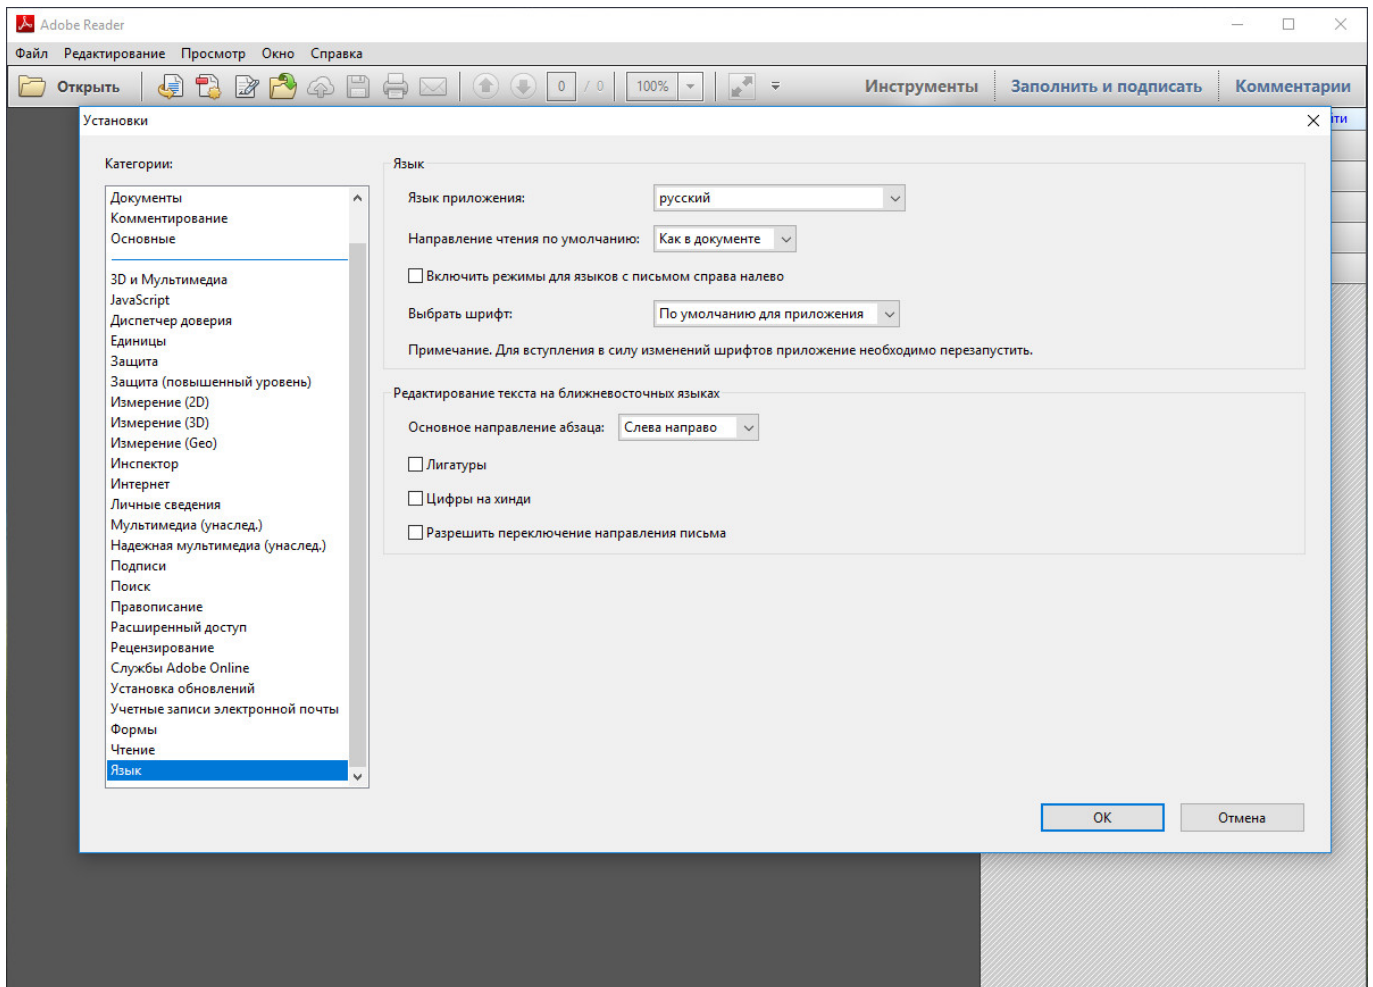 Adobe Reader
Файл Редактирование Просмотр Окно Справка
Открыть 0 / 0 100% Инструменты Заполнить и подписать Комментарии
Установки
Категории:
Документы
Комментирование
Основные
3D и Мультимедиа
JavaScript
Диспетчер доверия
Единицы
Защита
Защита (повышенный уровень)
Измерение (2D)
Измерение (3D)
Измерение (Geo)
Инспектор
Интернет
Личные сведения
Мультимедиа (унаслед.)
Надежная мультимедиа (унаслед.)
Подписи
Поиск
Правописание
Расширенный доступ
Рецензирование
Службы Adobe Online
Установка обновлений
Учетные записи электронной почты
Формы
Чтение
Язык
Язык
Язык приложения: русский
Направление чтения по умолчанию: Как в документе
Включить режимы для языков с письмом справа налево
Выбрать шрифт: По умолчанию для приложения
Примечание. Для вступления в силу изменений шрифтов приложение необходимо перезапустить.
Редактирование текста на ближневосточных языках
Основное направление абзаца: Слева направо
Лигатуры
Цифры на хинди
Разрешить переключение направления письма
OK Отмена